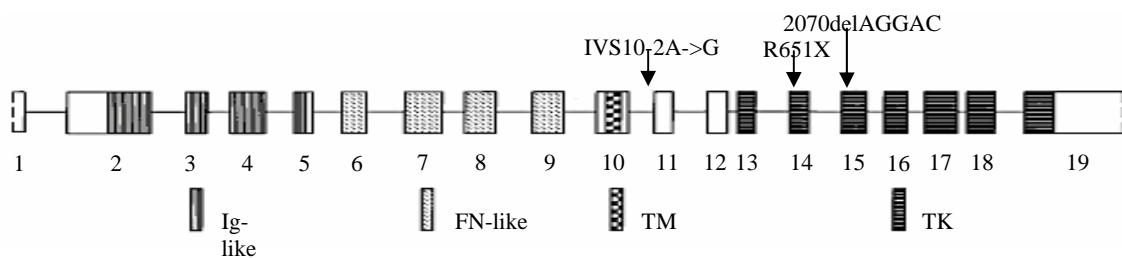 2070delAGGAC
IVS10-2A->G R651X
1 2 3 4 5 6 7 8 9 10 11 12 13 14 15 16 17 18 19
Ig-
like
FN-like
TM
TK